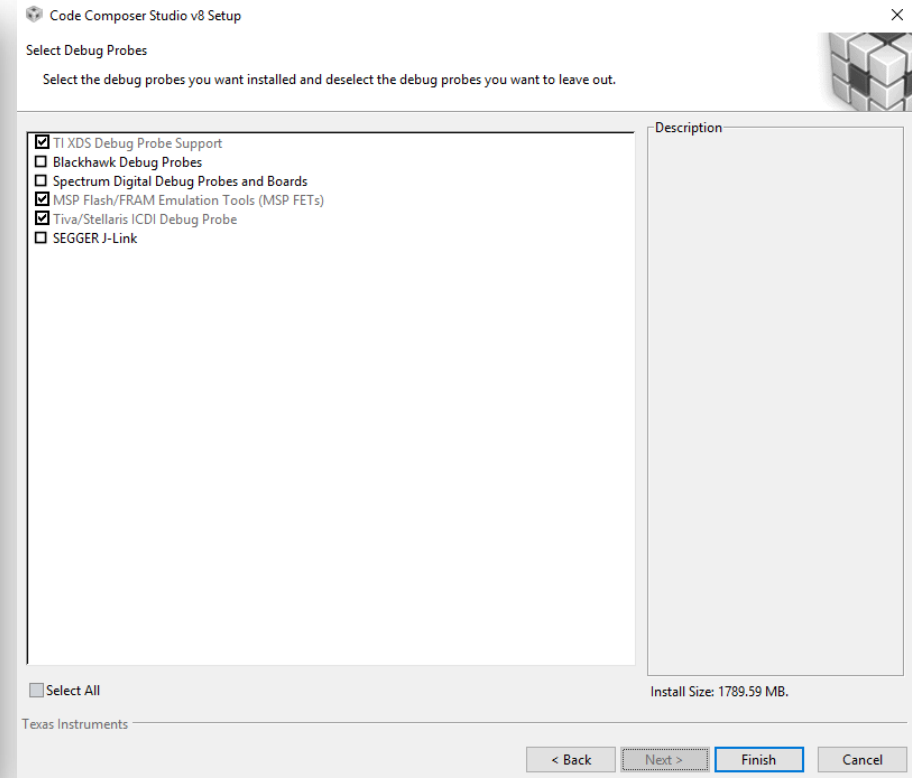 Code Composer Studio v8 Setup
Select Debug Probes
Select the debug probes you want installed and deselect the debug probes you want to leave out.
TI XDS Debug Probe Support
Blackhawk Debug Probes
Spectrum Digital Debug Probes and Boards
MSP Flash/FRAM Emulation Tools (MSP FETs)
Tiva/Stellaris ICDI Debug Probe
SEGGER J-Link
Description
Select All
Install Size: 1789.59 MB.
Texas Instruments
< Back Next > Finish Cancel